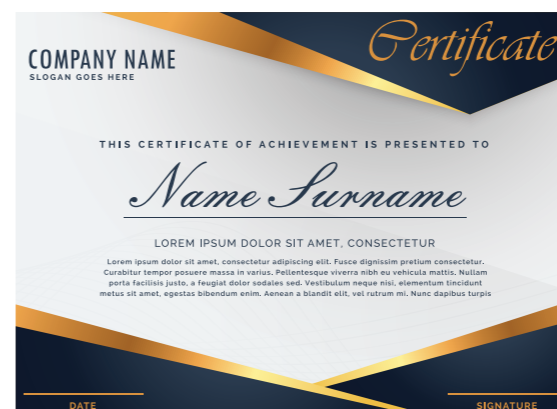 COMPANY NAME
SLOGAN GOES HERE
Certificate
THIS CERTIFICATE OF ACHIEVEMENT IS PRESENTED TO
Name Surname
LOREM IPSUM DOLOR SIT AMET, CONSECTETUR
Lorem ipsum dolor sit amet, consectetur adipiscing elit. Fusce dignissim pretium consectetur.
Curabitur tempor posuere massa in varius. Pellentesque viverra nibh eu vehicula mattis. Nullam
porta facilisis justo, a feugiat dolor sodales sed. Vestibulum neque nisi, elementum tincidunt
metus sit amet, egestas bibendum enim. Aenean a blandit elit, vel rutrum mi. Nunc dapibus turpis
DATE
SIGNATURE